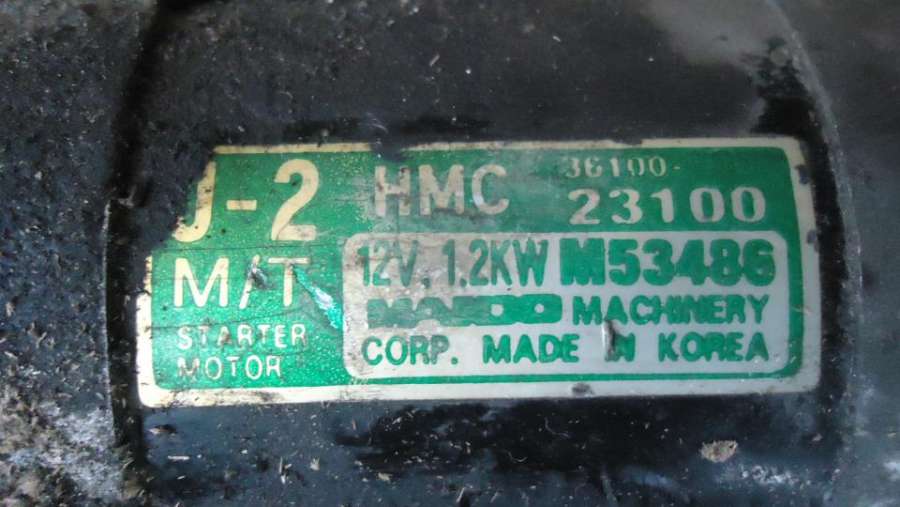 J-2 HMC 36100-
23100
M/T
STARTER
MOTOR
12V, 1.2KW M53486
MANDO MACHINERY
CORP. MADE IN KOREA